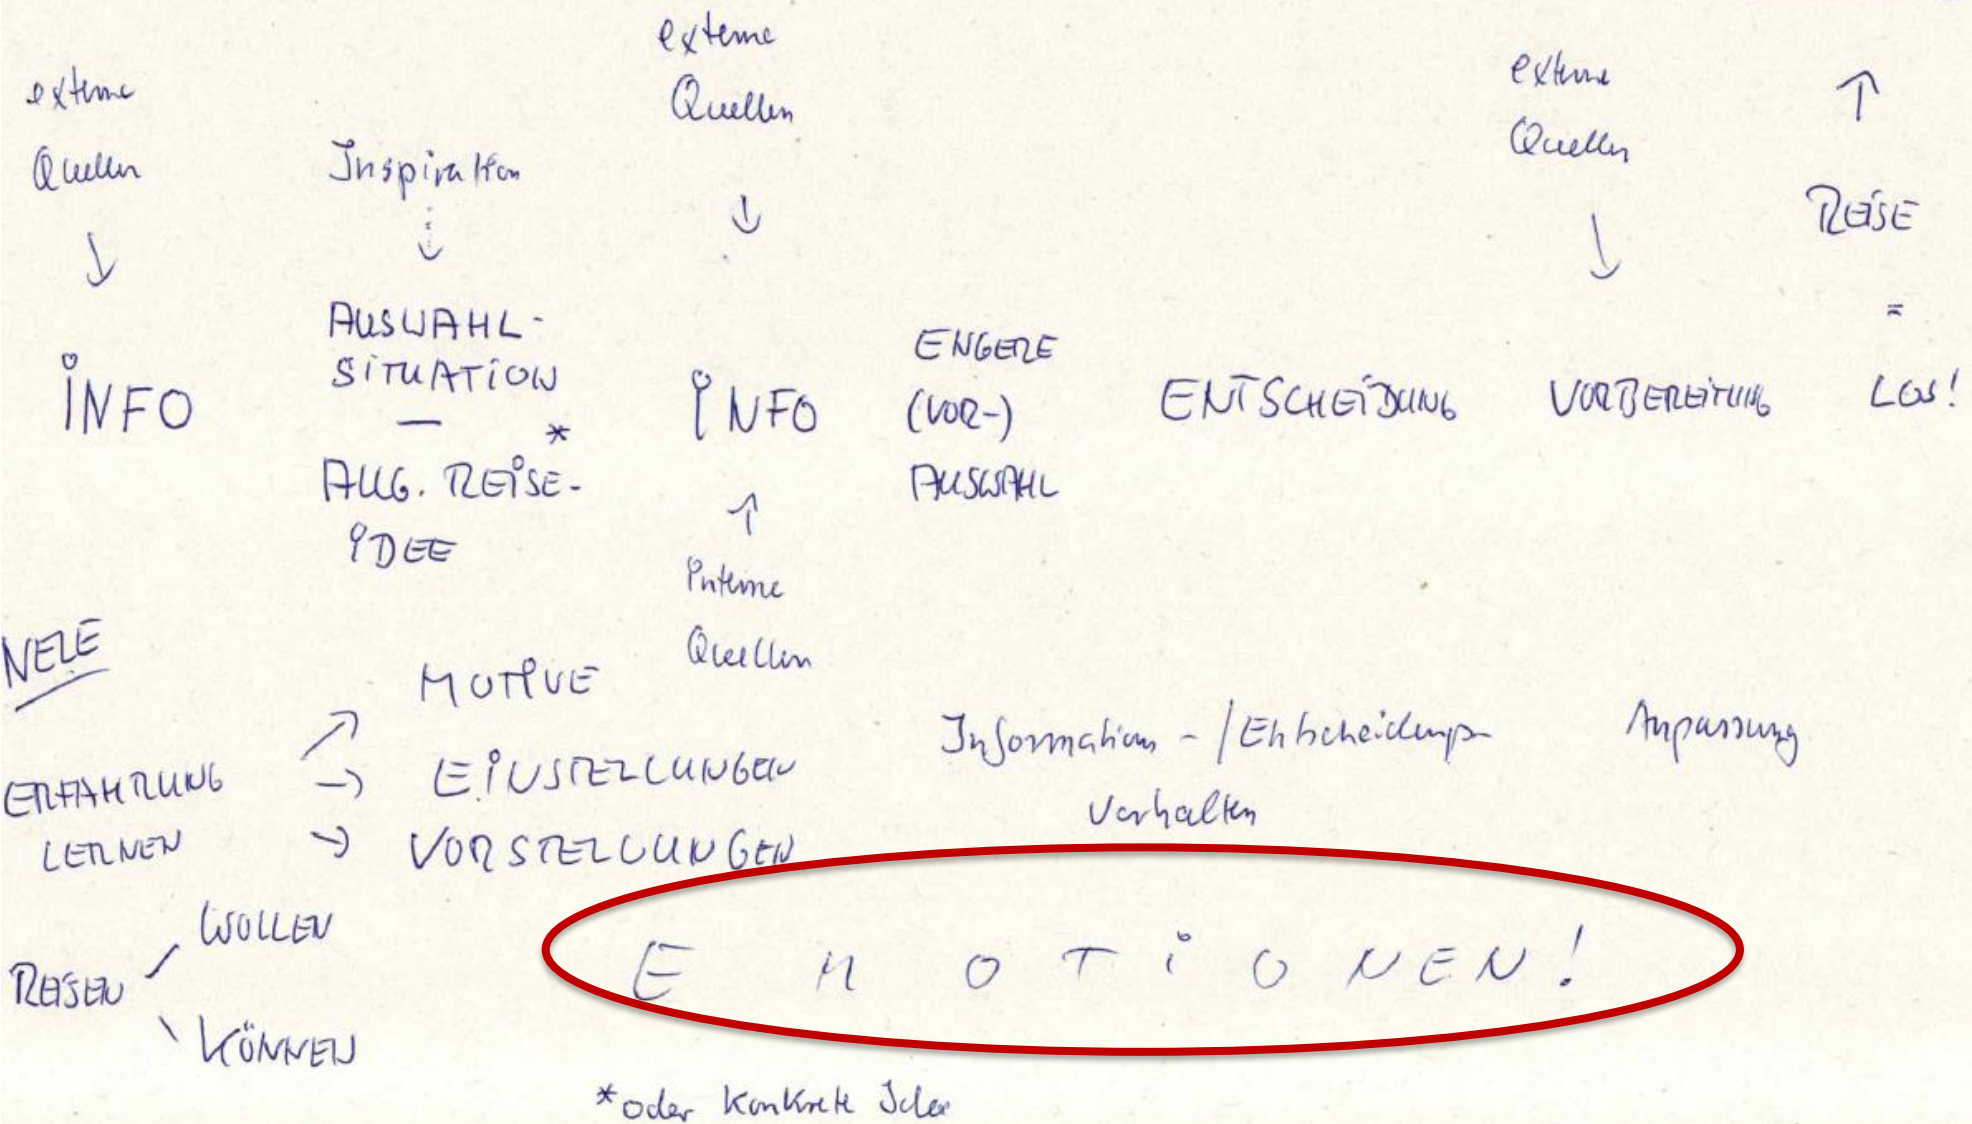 externe
Quellen
↓
INFO
Inspiration
↓
AUSWAHL-
SITUATION
— *
ALLG. REISE-
IDEE
externe
Quellen
↓
INFO
↑
Interne
Quellen
ENGERE
(VOR-)
AUSWAHL
ENTSCHEIDUNG
externe
Quellen
↓
VORBEREITUNG
↑
REISE
=
LOS!
NELE
ERFAHRUNG
LERNEN
↗ MOTIVE
→ EINSTELLUNGEN
→ VORSTELLUNGEN
Informations- / Entscheidungs-
verhalten
Anpassung
REISEN
WOLLEN
KÖNNEN
EMOTIONEN!
* oder konkrete Idee